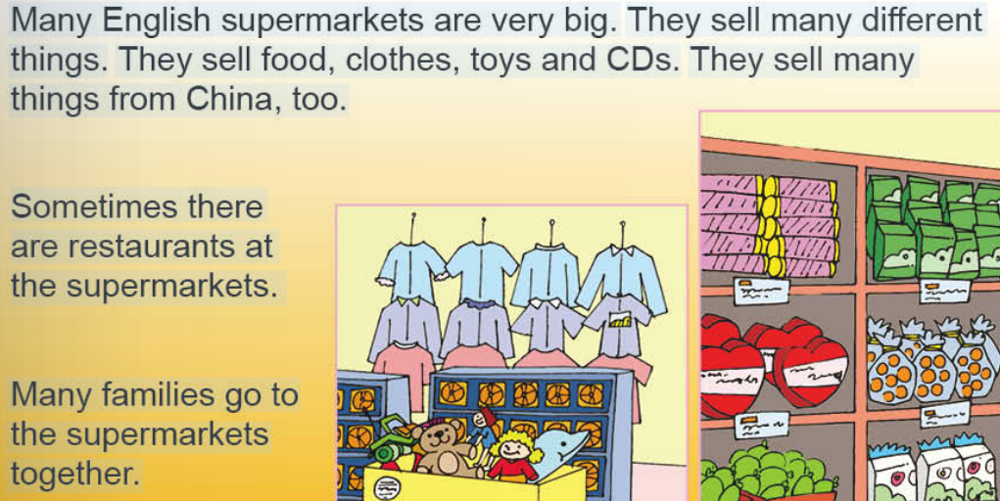 Many English supermarkets are very big. They sell many different
things. They sell food, clothes, toys and CDs. They sell many
things from China, too.
Sometimes there
are restaurants at
the supermarkets.
Many families go to
the supermarkets
together.